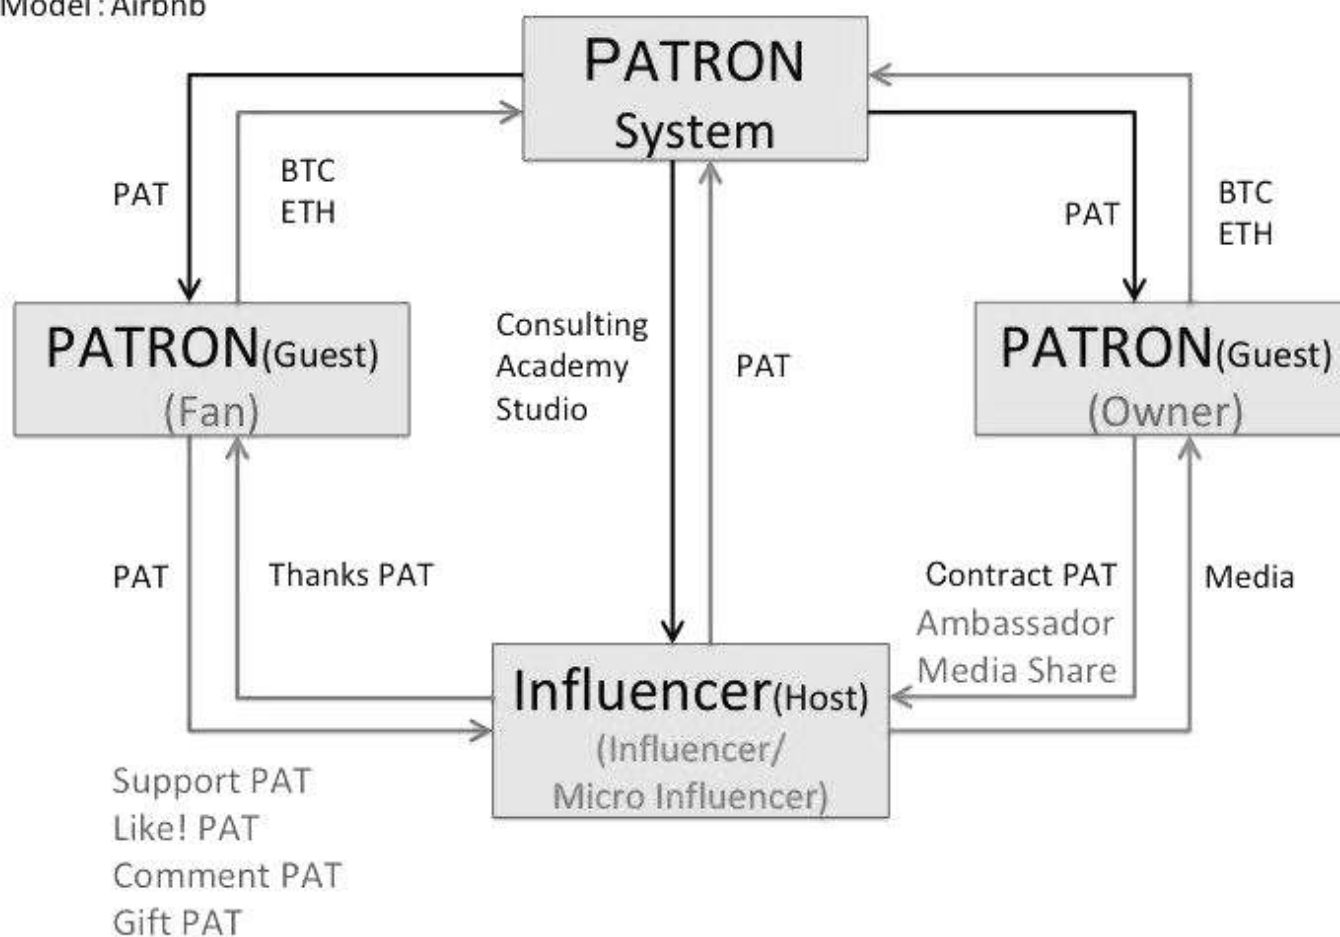 Model : Airbnb
PATRON
System
PAT
BTC
ETH
PAT
BTC
ETH
PATRON(Guest)
(Fan)
Consulting
Academy
Studio
PAT
PATRON(Guest)
(Owner)
PAT
Thanks PAT
Contract PAT
Ambassador
Media Share
Media
Influencer(Host)
(Influencer/
Micro Influencer)
Support PAT
Like! PAT
Comment PAT
Gift PAT